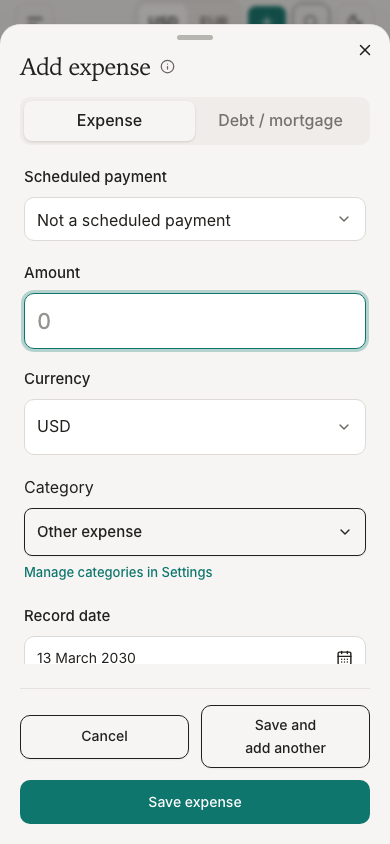 Add expense
Expense
Debt / mortgage
Scheduled payment
Not a scheduled payment
Amount
0
Currency
USD
Category
Other expense
Manage categories in Settings
Record date
13 March 2030
Cancel
Save and
add another
Save expense